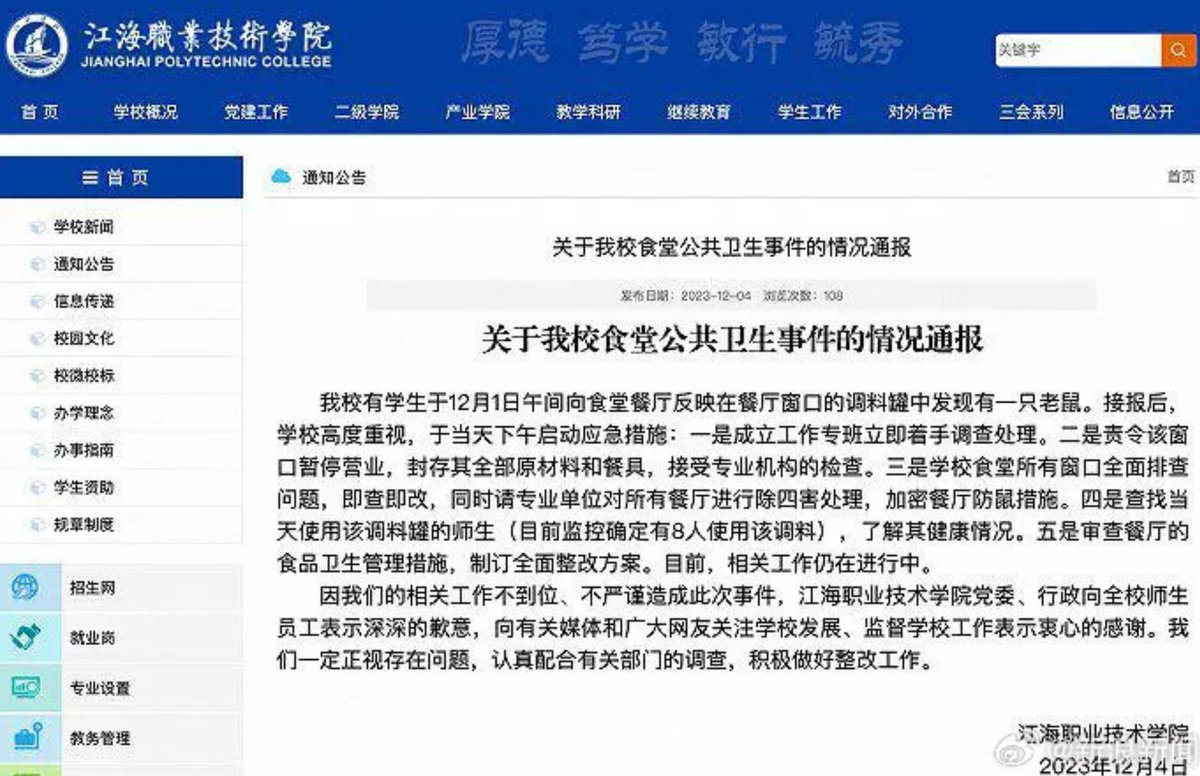 江海職業技術學院
JIANGHAI POLYTECHNIC COLLEGE
厚德 笃学 敏行 毓秀
关键字
首页 学校概况 党建工作 二级学院 产业学院 教学科研 继续教育 学生工作 对外合作 三会系列 信息公开
首页
学校新闻
通知公告
信息传递
校园文化
校徽校标
办学理念
办事指南
学生资助
规章制度
招生网
就业岗
专业设置
教务管理
通知公告
首页
关于我校食堂公共卫生事件的情况通报
发布日期：2023-12-04 浏览次数：108
关于我校食堂公共卫生事件的情况通报
我校有学生于12月1日午间向食堂餐厅反映在餐厅窗口的调料罐中发现有一只老鼠。接报后，
学校高度重视，于当天下午启动应急措施：一是成立工作专班立即着手调查处理。二是责令该窗
口暂停营业，封存其全部原材料和餐具，接受专业机构的检查。三是学校食堂所有窗口全面排查
问题，即查即改，同时请专业单位对所有餐厅进行除四害处理，加密餐厅防鼠措施。四是查找当
天使用该调料罐的师生（目前监控确定有8人使用该调料），了解其健康情况。五是审查餐厅的
食品卫生管理措施，制订全面整改方案。目前，相关工作仍在进行中。
因我们的相关工作不到位、不严谨造成此次事件，江海职业技术学院党委、行政向全校师生
员工表示深深的歉意，向有关媒体和广大网友关注学校发展、监督学校工作表示衷心的感谢。我
们一定正视存在问题，认真配合有关部门的调查，积极做好整改工作。
江海职业技术学院
2023年12月4日
@新浪新闻